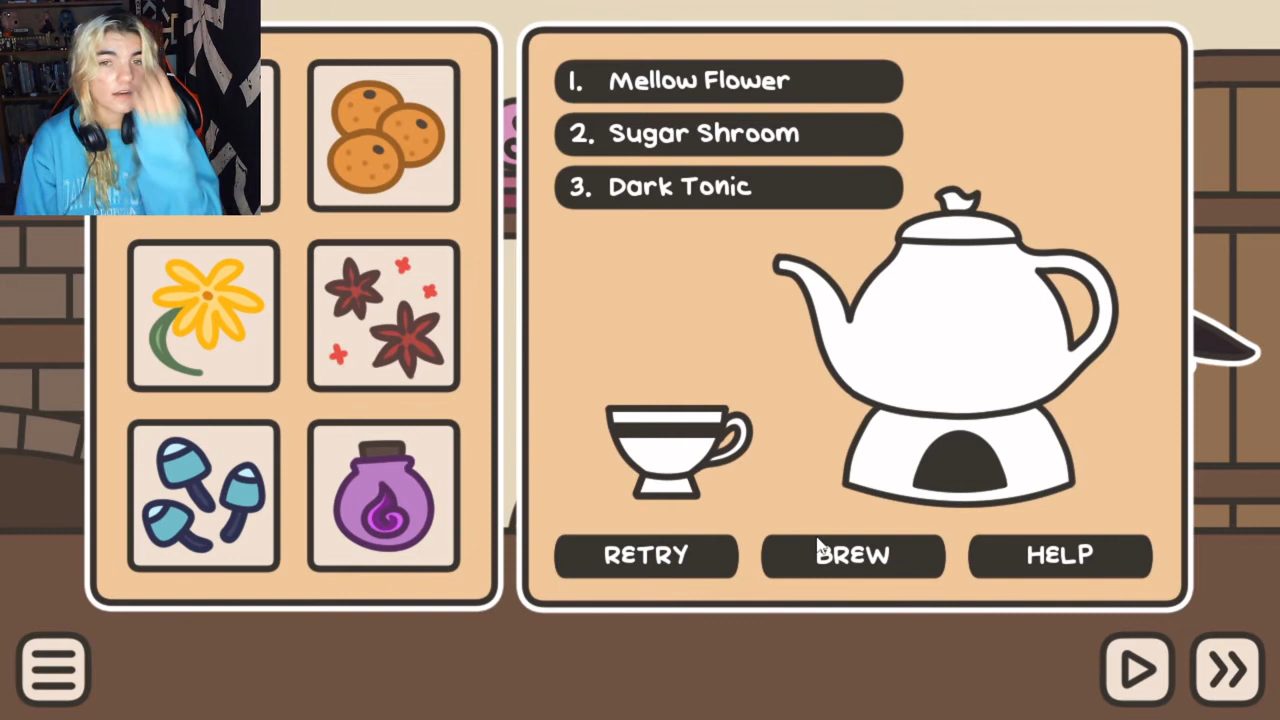 1. Mellow Flower
2. Sugar Shroom
3. Dark Tonic
RETRY
BREW
HELP